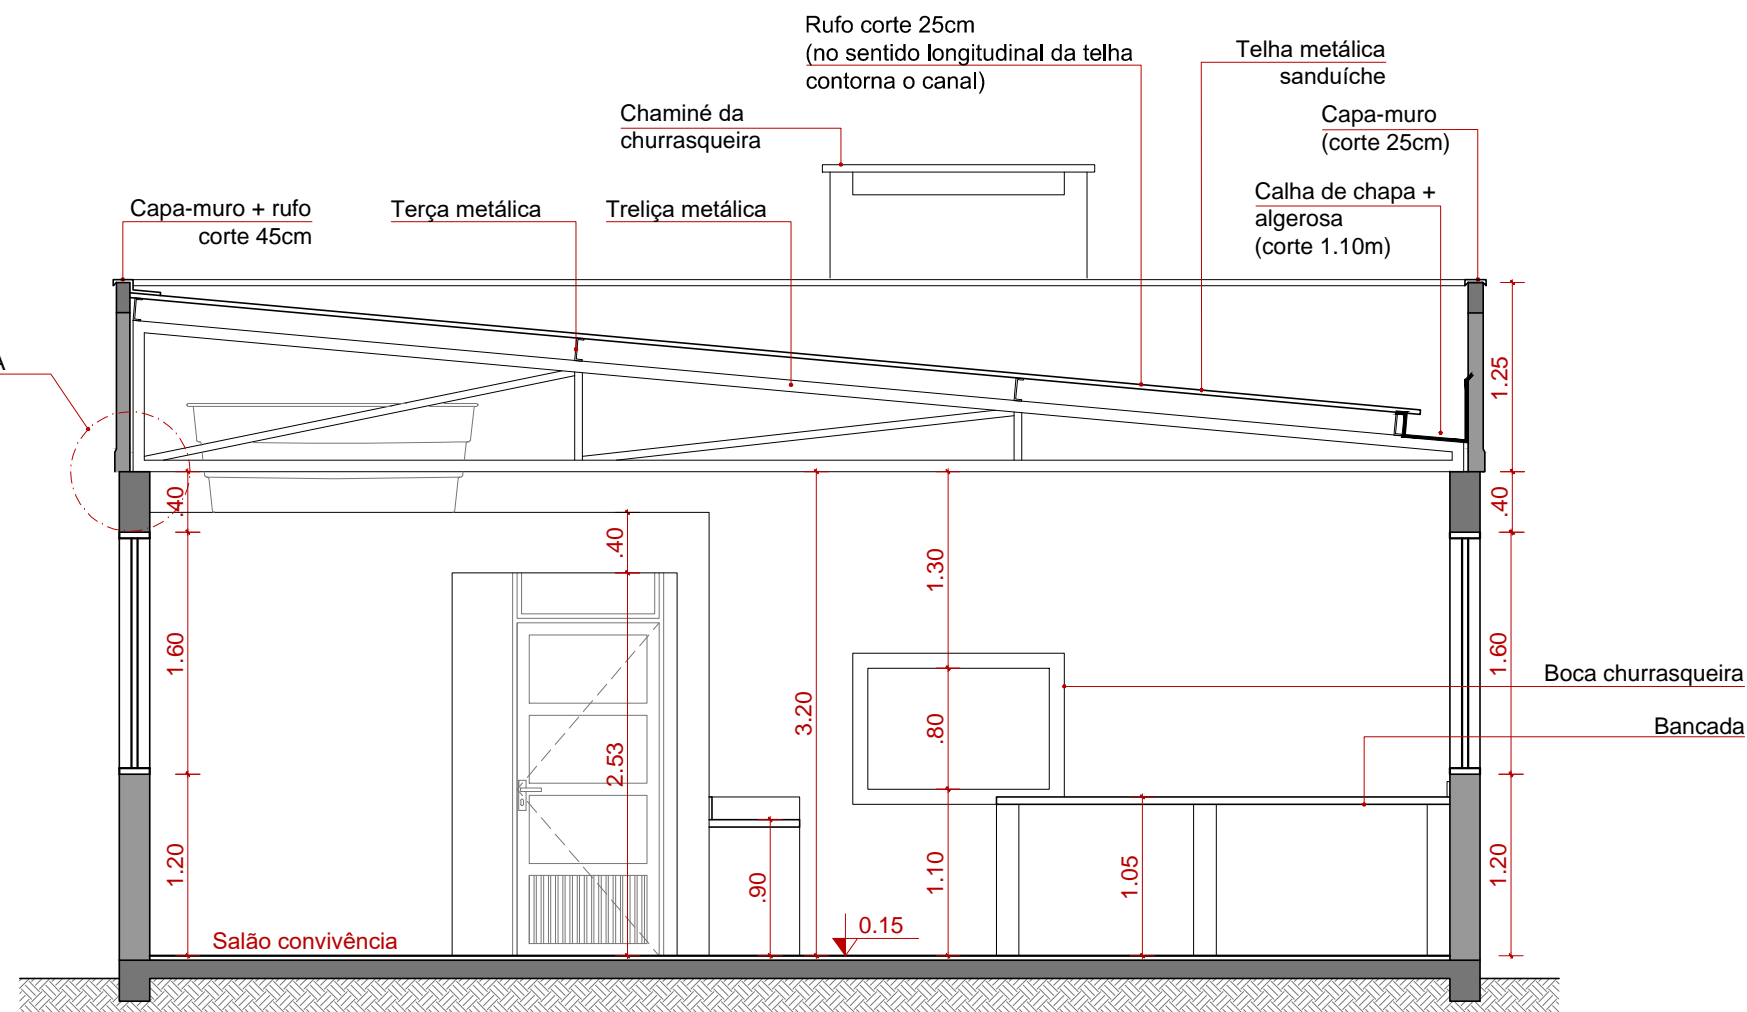 Rufo corte 25cm
(no sentido longitudinal da telha
contorna o canal)
Telha metálica
sanduíche
Chaminé da
churrasqueira
Capa-muro
(corte 25cm)
Calha de chapa +
algerosa
(corte 1.10m)
Capa-muro + rufo
corte 45cm
Terça metálica
Treliça metálica
A
1.25
.40
.40
.40
1.30
1.60
1.60
3.20
.80
2.53
Boca churrasqueira
Bancada
1.20
.90
1.10
1.05
1.20
0.15
Salão convivência